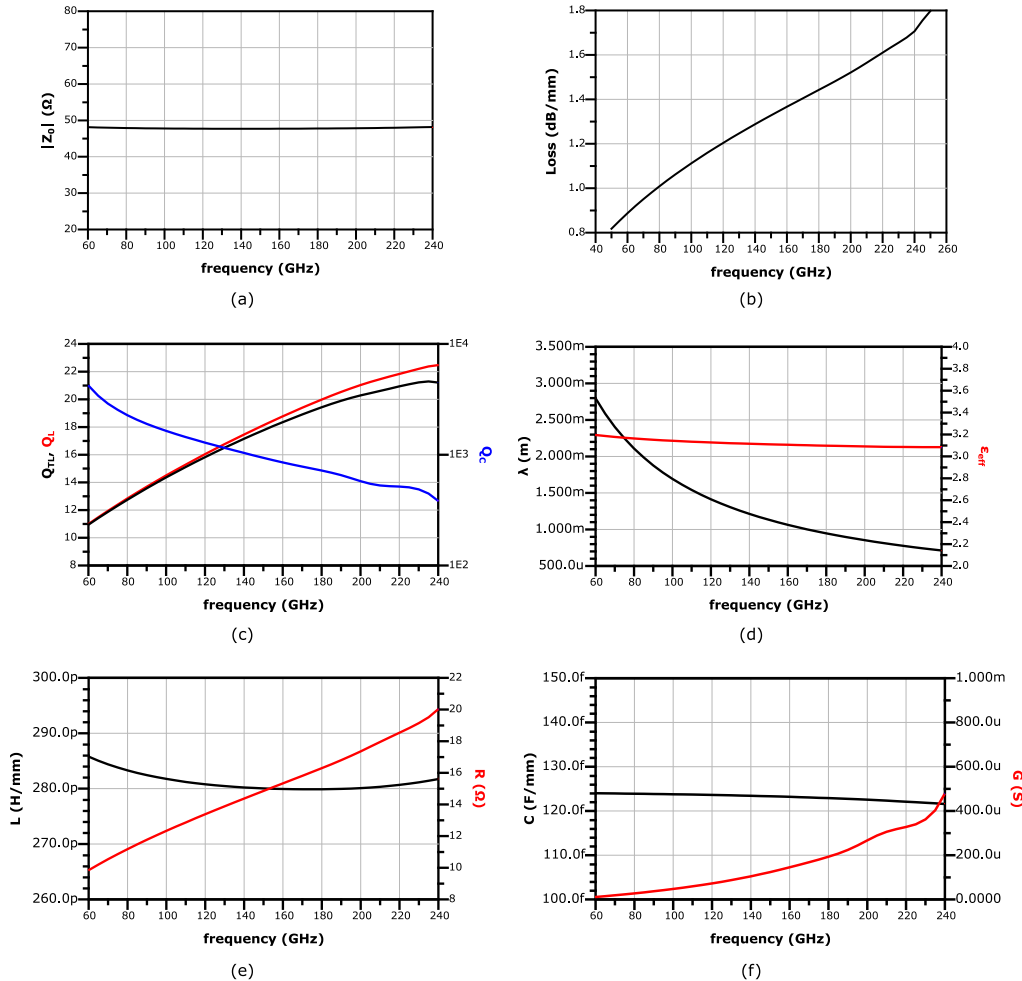 80
70
60
50
40
30
20
|Z₀| (Ω)
60 80 100 120 140 160 180 200 220 240
frequency (GHz)
(a)
1.8
1.6
1.4
1.2
1.0
0.8
Loss (dB/mm)
40 60 80 100 120 140 160 180 200 220 240 260
frequency (GHz)
(b)
24
22
20
18
16
14
12
10
8
Q_TL, Q_L
1E4
1E3
1E2
Q_C
60 80 100 120 140 160 180 200 220 240
frequency (GHz)
(c)
3.500m
3.000m
2.500m
2.000m
1.500m
1.000m
500.0u
λ (m)
4.0
3.8
3.6
3.4
3.2
3.0
2.8
2.6
2.4
2.2
2.0
ε_eff
60 80 100 120 140 160 180 200 220 240
frequency (GHz)
(d)
300.0p
290.0p
280.0p
270.0p
260.0p
L (H/mm)
22
20
18
16
14
12
10
8
R (Ω)
60 80 100 120 140 160 180 200 220 240
frequency (GHz)
(e)
150.0f
140.0f
130.0f
120.0f
110.0f
100.0f
C (F/mm)
1.000m
800.0u
600.0u
400.0u
200.0u
0.0000
G (S)
60 80 100 120 140 160 180 200 220 240
frequency (GHz)
(f)